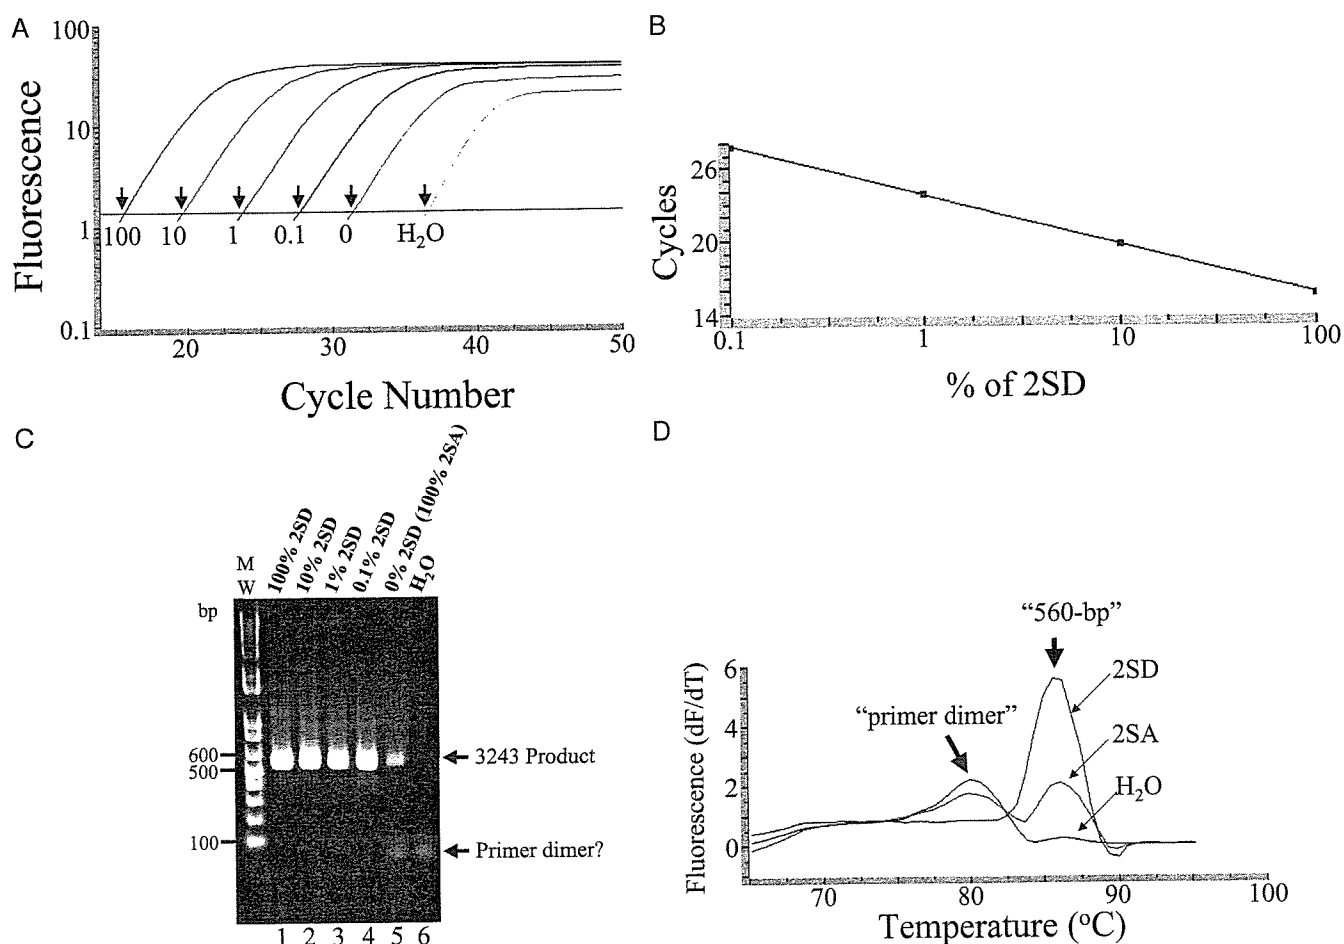 A
100
10
1
0.1
Fluorescence
100 10 1 0.1 0 H₂O
20 30 40 50
Cycle Number
B
26
20
14
Cycles
0.1 1 10 100
% of 2SD
C
M
W
100% 2SD
10% 2SD
1% 2SD
0.1% 2SD
0% 2SD (100% 2SA)
H₂O
bp
600
500
100
3243 Product
Primer dimer?
1 2 3 4 5 6
D
"560-bp"
"primer dimer"
2SD
2SA
H₂O
6
4
2
0
Fluorescence (dF/dT)
70 80 90 100
Temperature (°C)